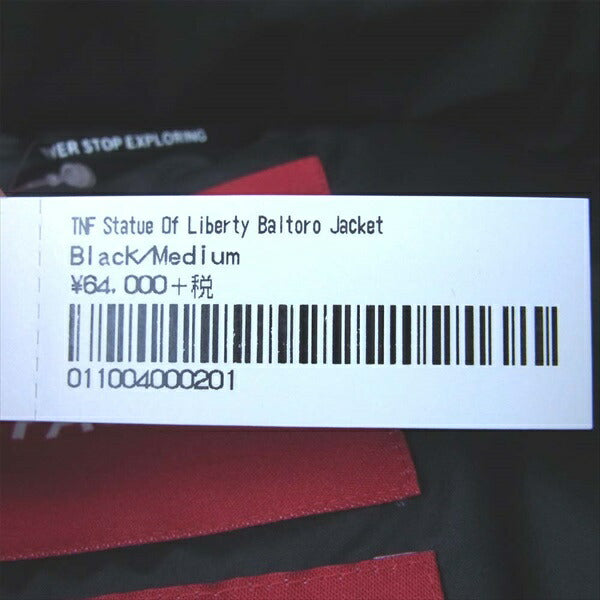 VER STOP EXPLORING
TNF Statue Of Liberty Baltoro Jacket
Black/Medium
¥64,000+税
011004000201